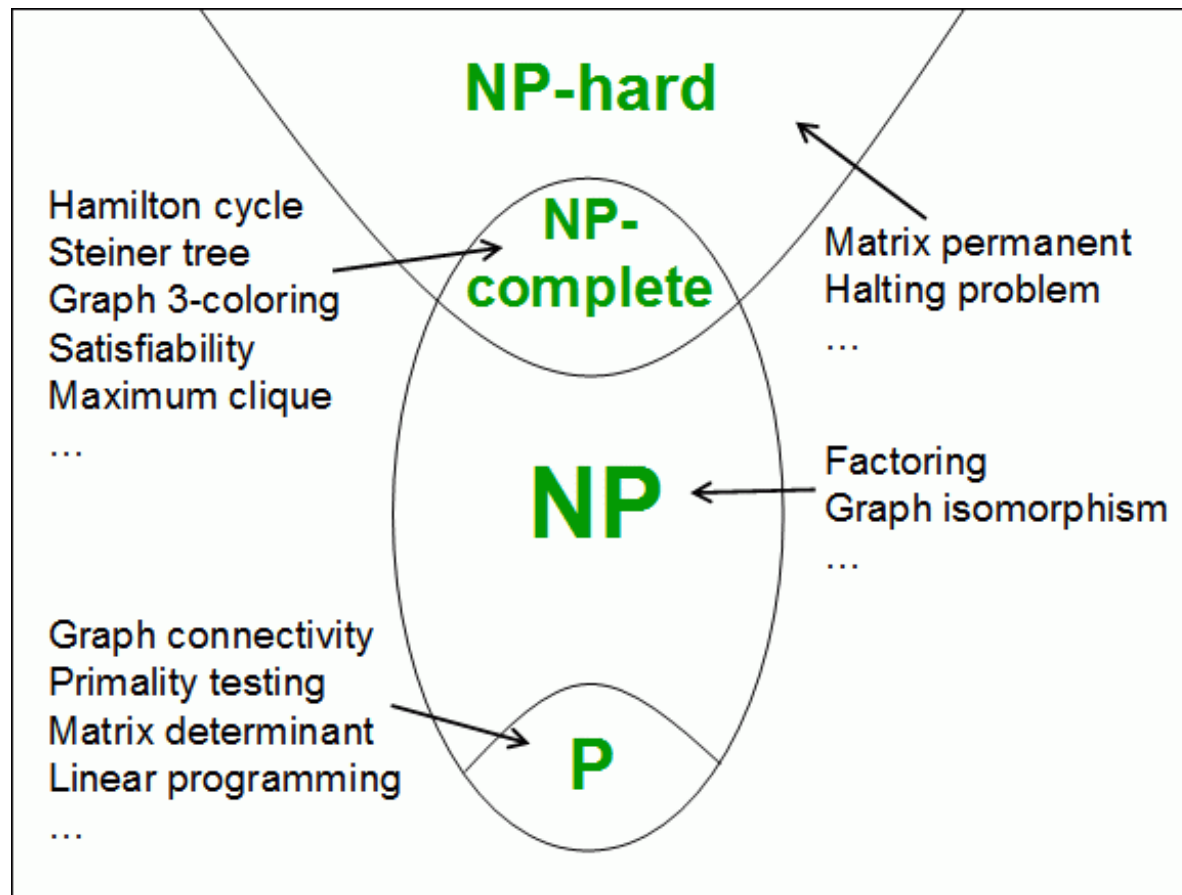 NP-hard
Hamilton cycle
Steiner tree
Graph 3-coloring
Satisfiability
Maximum clique
…
NP-
complete
Matrix permanent
Halting problem
…
NP
Factoring
Graph isomorphism
…
Graph connectivity
Primality testing
Matrix determinant
Linear programming
…
P